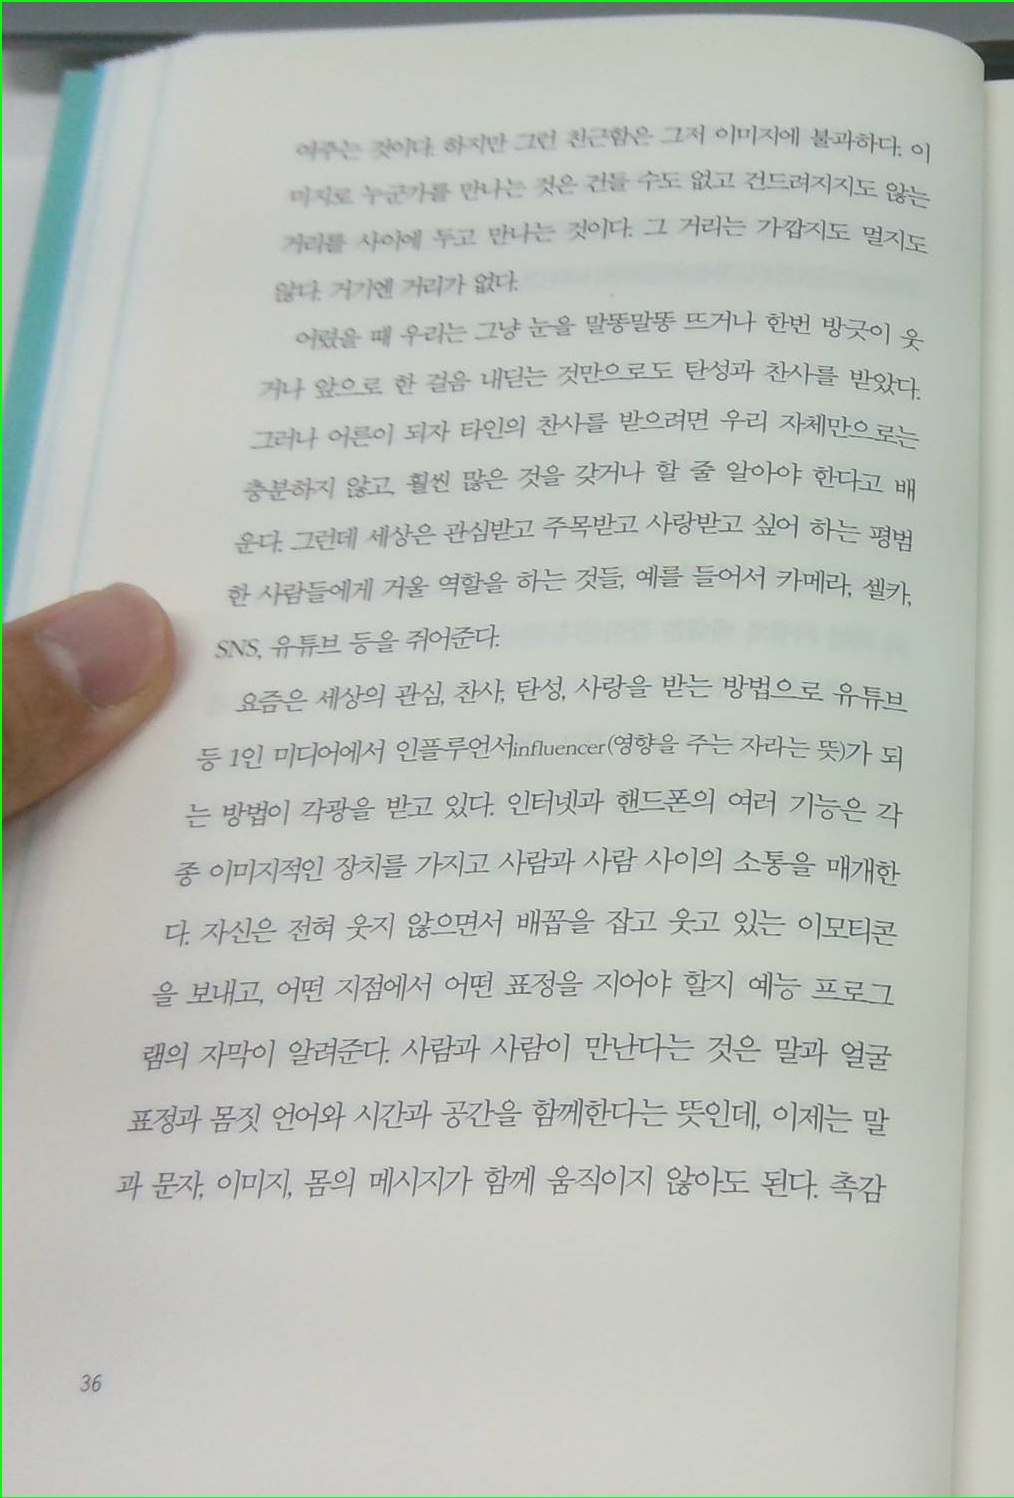 여주는 것이다. 하지만 그런 친근함은 그저 이미지에 불과하다. 이
미지로 누군가를 만나는 것은 건들 수도 없고 건드려지지도 않는
거리를 사이에 두고 만나는 것이다. 그 거리는 가깝지도 멀지도
않다. 거기엔 거리가 없다.
어렸을 때 우리는 그냥 눈을 말똥말똥 뜨거나 한번 방긋이 웃
거나 앞으로 한 걸음 내딛는 것만으로도 탄성과 찬사를 받았다.
그러나 어른이 되자 타인의 찬사를 받으려면 우리 자체만으로는
충분하지 않고, 훨씬 많은 것을 갖거나 할 줄 알아야 한다고 배
운다. 그런데 세상은 관심받고 주목받고 사랑받고 싶어 하는 평범
한 사람들에게 거울 역할을 하는 것들, 예를 들어서 카메라, 셀카,
SNS, 유튜브 등을 쥐어준다.
요즘은 세상의 관심, 찬사, 탄성, 사랑을 받는 방법으로 유튜브
등 1인 미디어에서 인플루언서influencer(영향을 주는 자라는 뜻)가 되
는 방법이 각광을 받고 있다. 인터넷과 핸드폰의 여러 기능은 각
종 이미지적인 장치를 가지고 사람과 사람 사이의 소통을 매개한
다. 자신은 전혀 웃지 않으면서 배꼽을 잡고 웃고 있는 이모티콘
을 보내고, 어떤 지점에서 어떤 표정을 지어야 할지 예능 프로그
램의 자막이 알려준다. 사람과 사람이 만난다는 것은 말과 얼굴
표정과 몸짓 언어와 시간과 공간을 함께한다는 뜻인데, 이제는 말
과 문자, 이미지, 몸의 메시지가 함께 움직이지 않아도 된다. 촉감
36